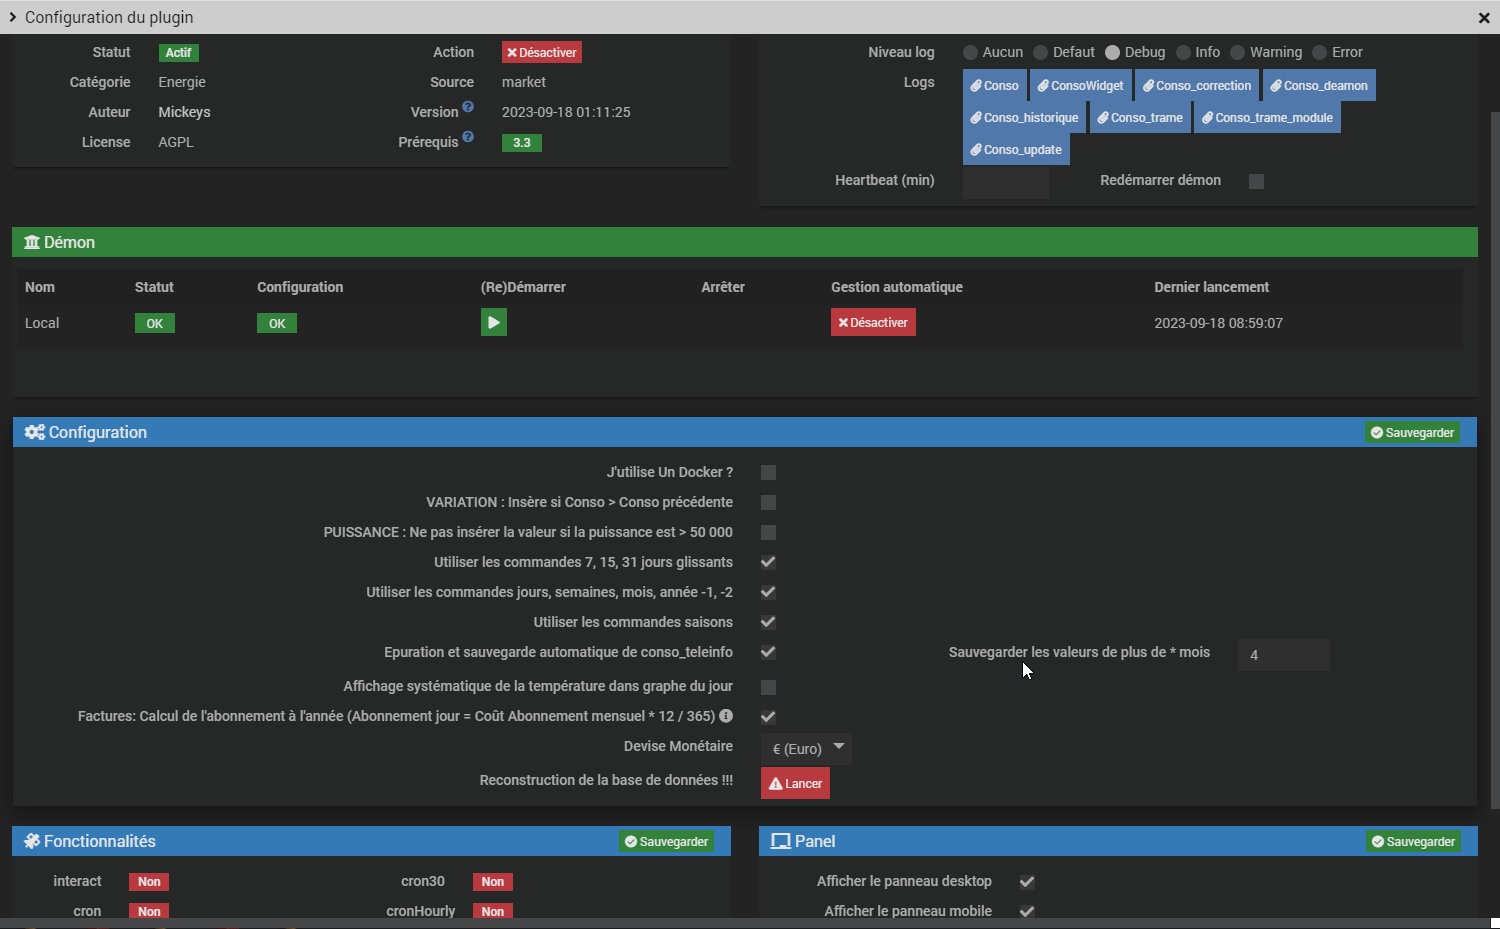 Configuration du plugin
Statut Actif Action Désactiver
Catégorie Energie Source market
Auteur Mickeys Version 2023-09-18 01:11:25
License AGPL Prérequis 3.3
Niveau log Aucun Defaut Debug Info Warning Error
Logs Conso ConsoWidget Conso_correction Conso_deamon
Conso_historique Conso_trame Conso_trame_module
Conso_update
Heartbeat (min) Redémarrer démon
Démon
Nom Statut Configuration (Re)Démarrer Arrêter Gestion automatique Dernier lancement
Local OK OK Désactiver 2023-09-18 08:59:07
Configuration Sauvegarder
J'utilise Un Docker ?
VARIATION : Insère si Conso > Conso précédente
PUISSANCE : Ne pas insérer la valeur si la puissance est > 50 000
Utiliser les commandes 7, 15, 31 jours glissants
Utiliser les commandes jours, semaines, mois, année -1, -2
Utiliser les commandes saisons
Epuration et sauvegarde automatique de conso_teleinfo Sauvegarder les valeurs de plus de * mois 4
Affichage systématique de la température dans graphe du jour
Factures: Calcul de l'abonnement à l'année (Abonnement jour = Coût Abonnement mensuel * 12 / 365)
Devise Monétaire € (Euro)
Reconstruction de la base de données !!! Lancer
Fonctionnalités Sauvegarder
interact Non cron30 Non
cron Non cronHourly Non
Panel Sauvegarder
Afficher le panneau desktop
Afficher le panneau mobile